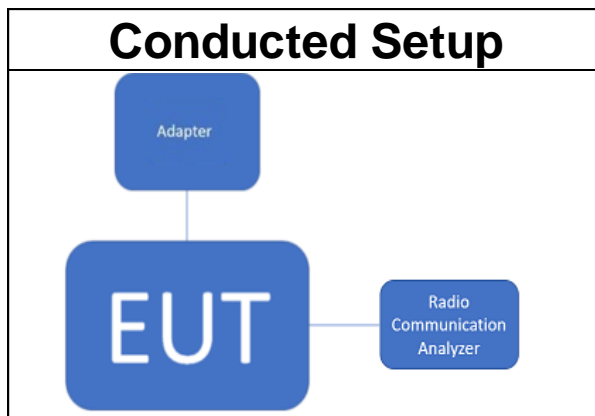 Conducted Setup
Adapter
EUT
Radio
Communication
Analyzer